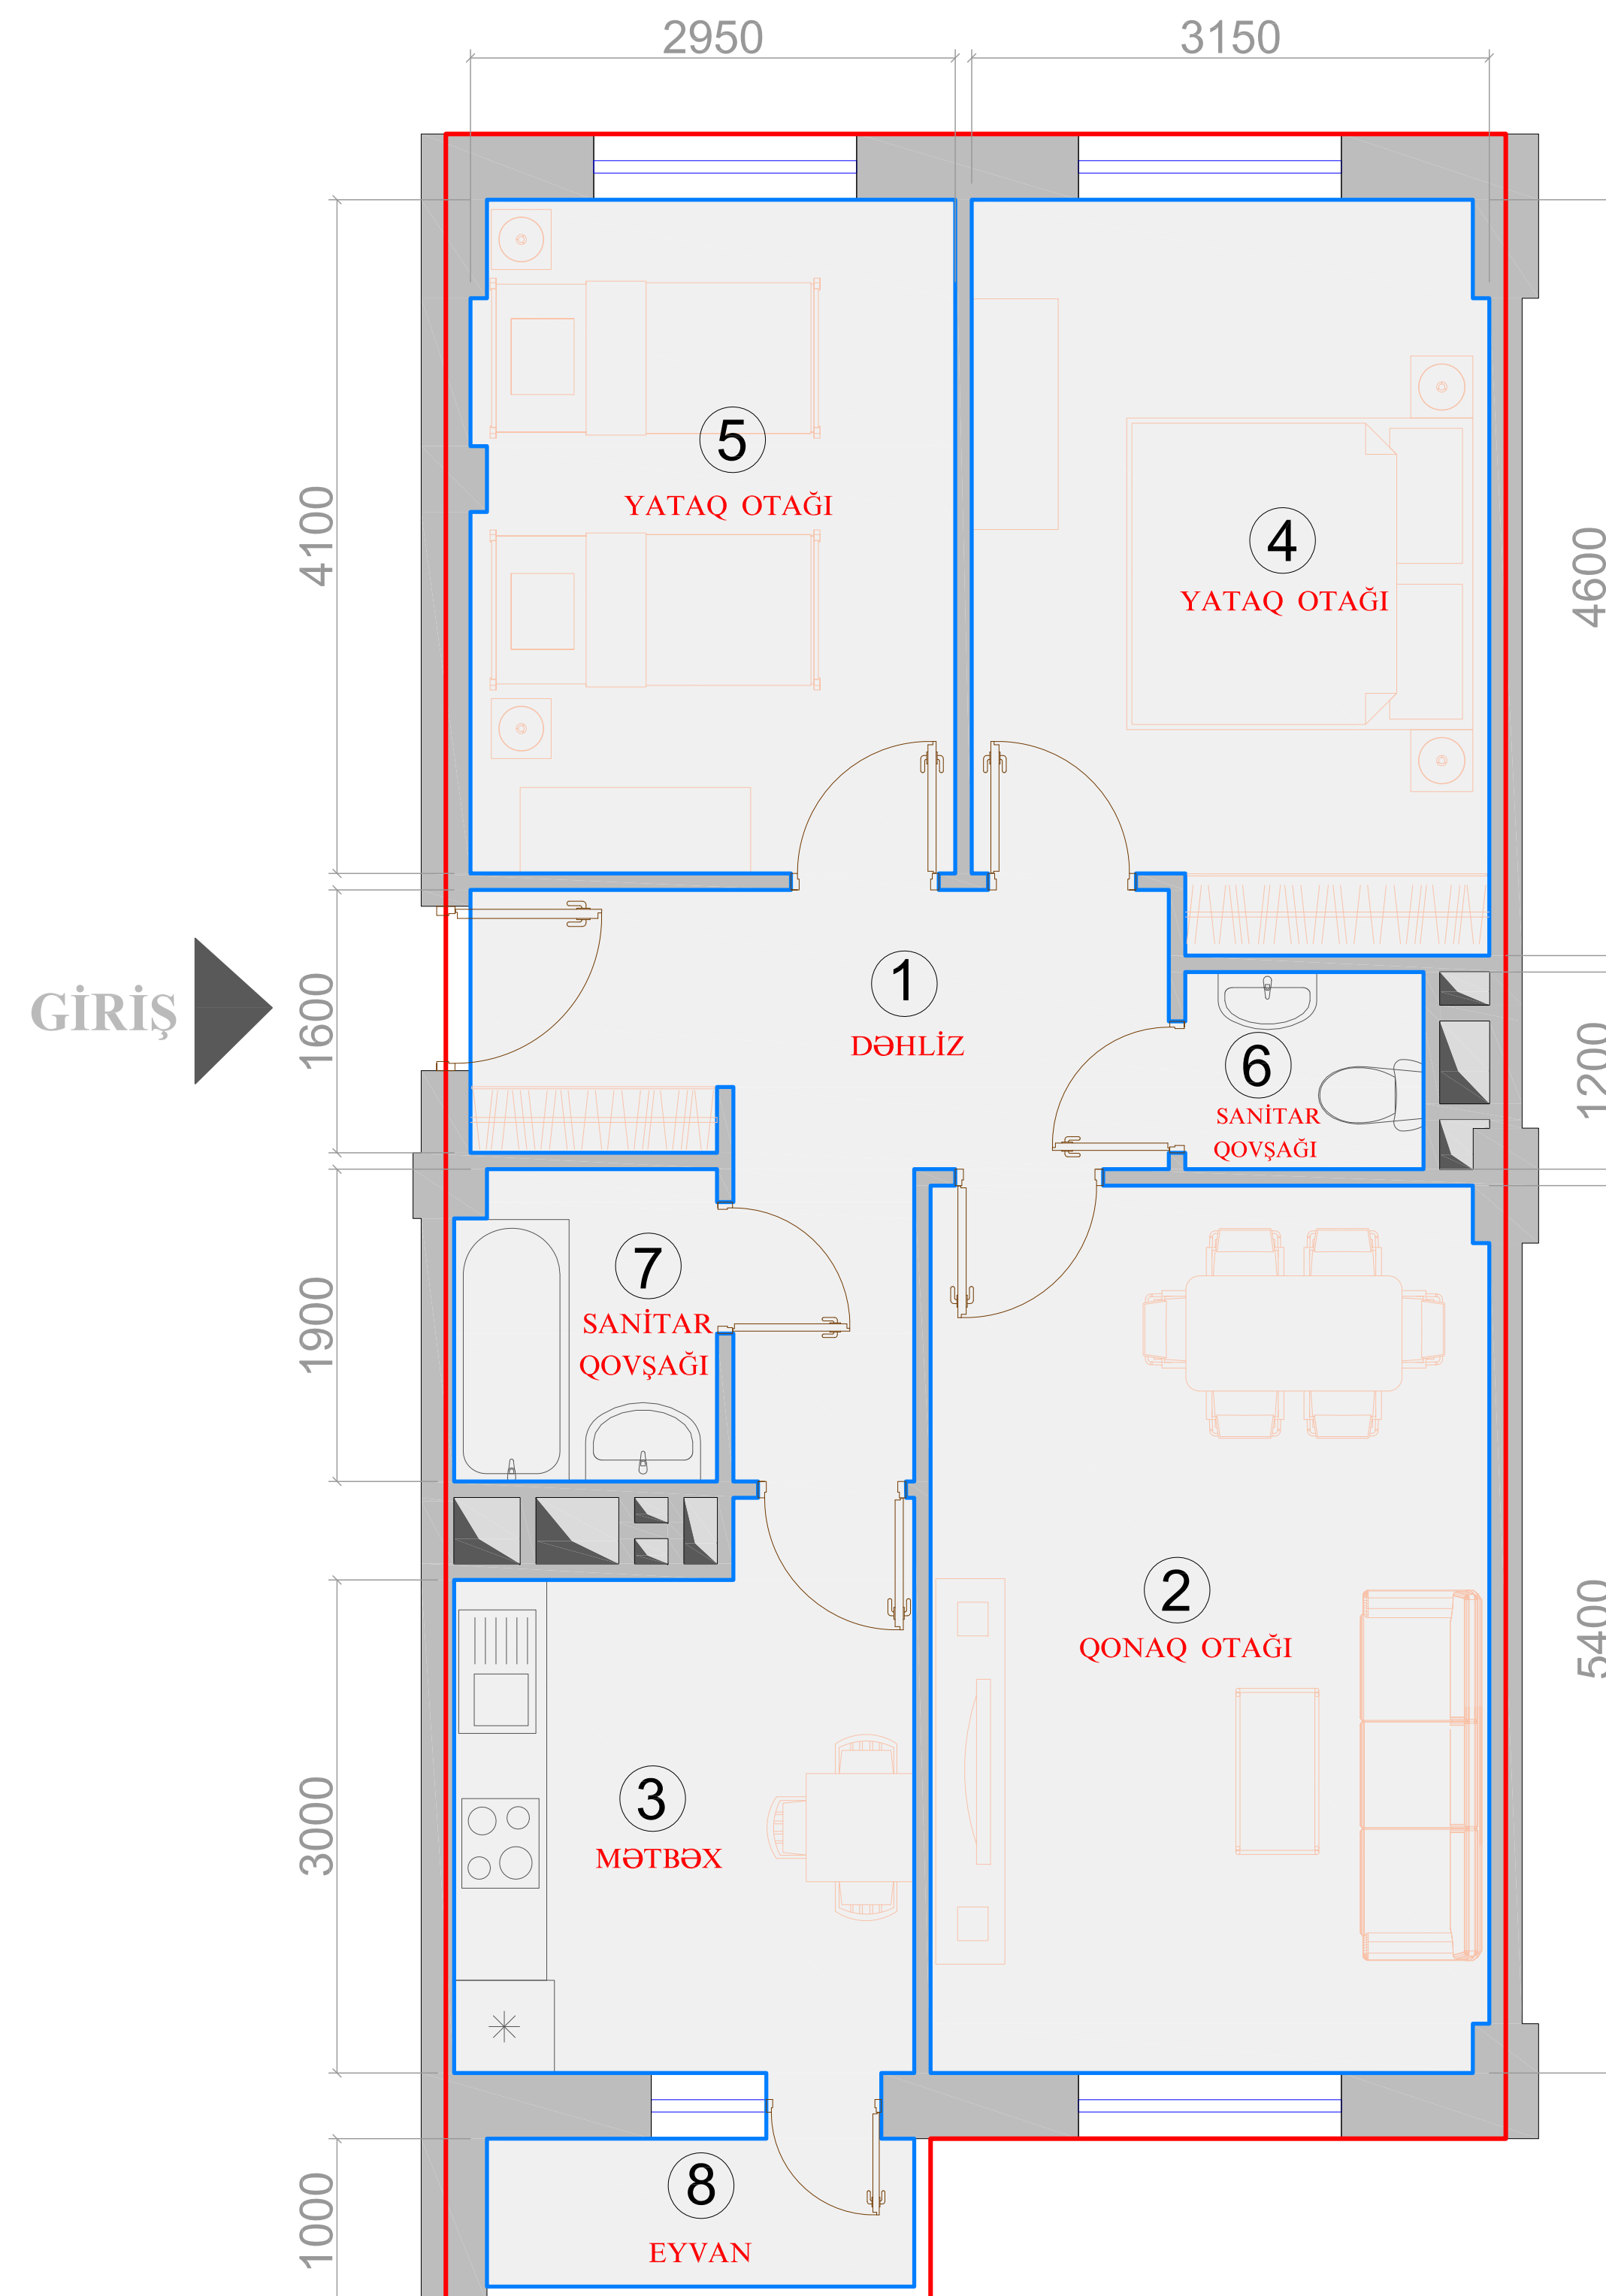 2950
3150
5
YATAQ OTAĞI
4
YATAQ OTAĞI
4100
4600
GİRİŞ
1600
1
DƏHLİZ
6
SANİTAR
QOVŞAĞI
1200
7
SANİTAR
QOVŞAĞI
1900
2
QONAQ OTAĞI
5400
3
MƏTBƏX
3000
8
EYVAN
1000